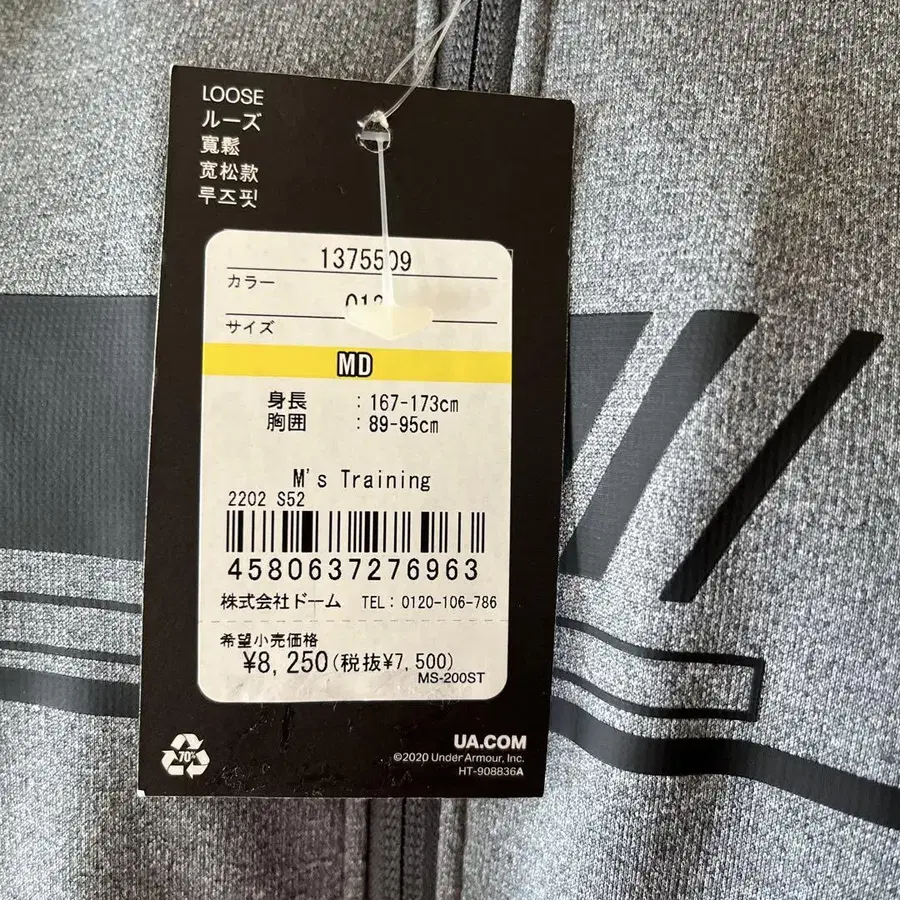 LOOSE
ルーズ
寬鬆
宽松款
루즈핏
1375509
カラー
サイズ
MD
身長 : 167-173cm
胸囲 : 89-95cm
M's Training
2202 S52
4580637276963
株式会社ドーム TEL: 0120-106-786
希望小売価格
¥8,250(税抜¥7,500)
MS-200ST
70%
UA.COM
©2020 Under Armour, Inc.
HT-908836A